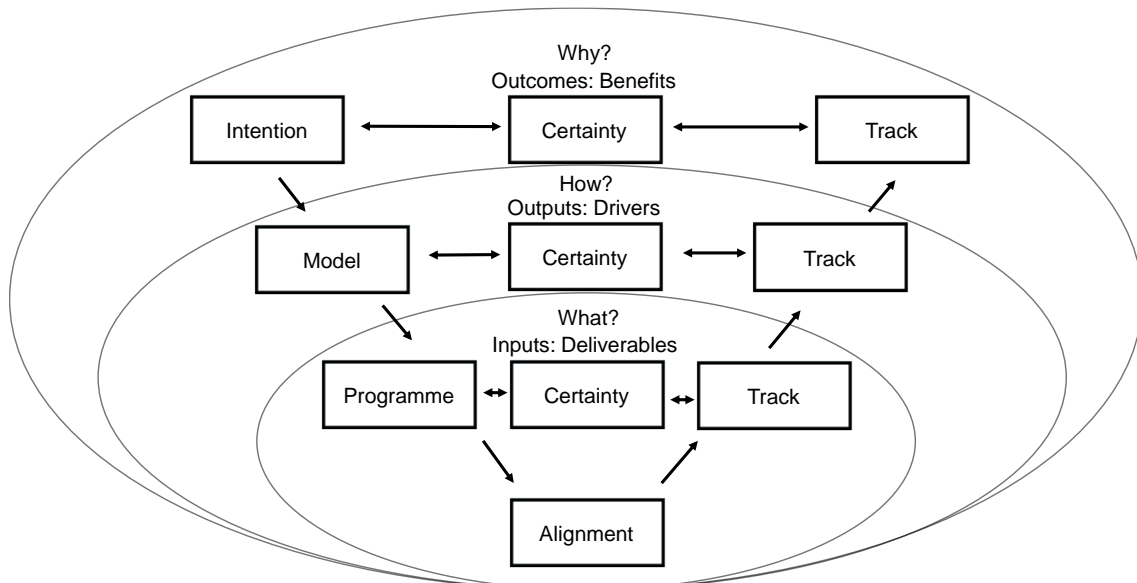 Why?
Outcomes: Benefits
Intention
Certainty
Track
How?
Outputs: Drivers
Model
Certainty
Track
What?
Inputs: Deliverables
Programme
Certainty
Track
Alignment